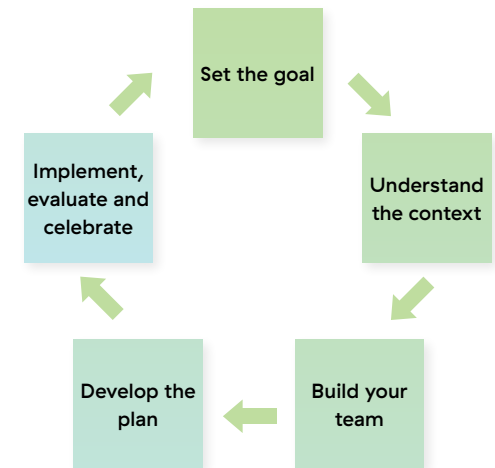 Set the goal
Understand
the context
Build your
team
Develop the
plan
Implement,
evaluate and
celebrate